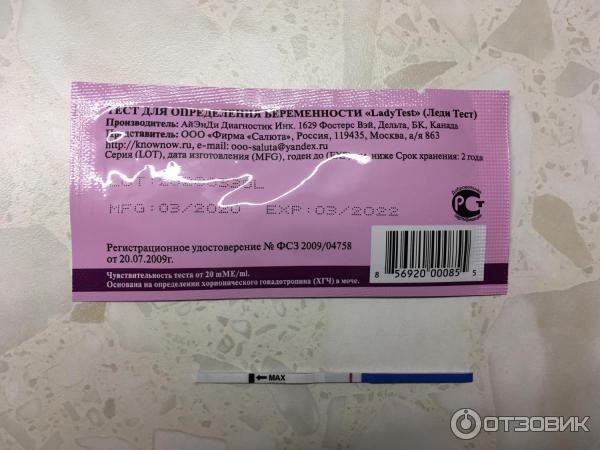 ТЕСТ ДЛЯ ОПРЕДЕЛЕНИЯ БЕРЕМЕННОСТИ «LadyTest» (Леди Тест)
Производитель: АйЭнДи Диагностик Инк. 1629 Фостерс Вэй, Дельта, БК, Канада
Представитель: ООО «Фирма «Салюта», Россия, 119435, Москва, а/я 863
http://knownow.ru, e-mail: ooo-saluta@yandex.ru
Серия (LOT), дата изготовления (MFG), годен до (EXP) ниже Срок хранения: 2 года
LOT:
MFG:03/2020 EXP:03/2022
РСТ
Регистрационное удостоверение № ФСЗ 2009/04758
от 20.07.2009г.
8 56920 00085 5
Чувствительность теста от 20 mME/ml.
Основана на определении хорионического гонадотропина (ХГЧ) в моче.
MAX
ОТЗОВИК